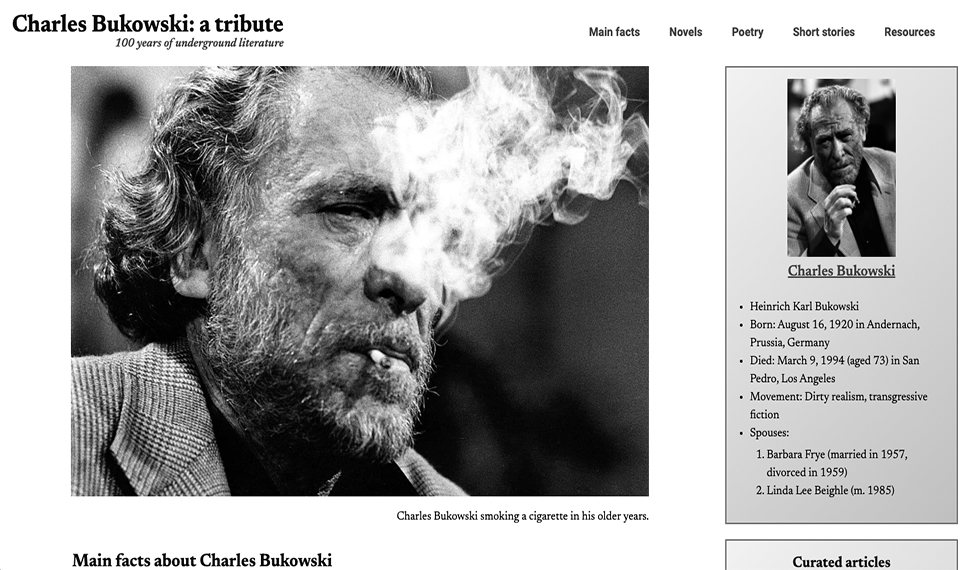 Charles Bukowski: a tribute
100 years of underground literature
Main facts
Novels
Poetry
Short stories
Resources
Charles Bukowski smoking a cigarette in his older years.
Main facts about Charles Bukowski
Charles Bukowski
• Heinrich Karl Bukowski
• Born: August 16, 1920 in Andernach,
Prussia, Germany
• Died: March 9, 1994 (aged 73) in San
Pedro, Los Angeles
• Movement: Dirty realism, transgressive
fiction
• Spouses:
1. Barbara Frye (married in 1957,
divorced in 1959)
2. Linda Lee Beighle (m. 1985)
Curated articles